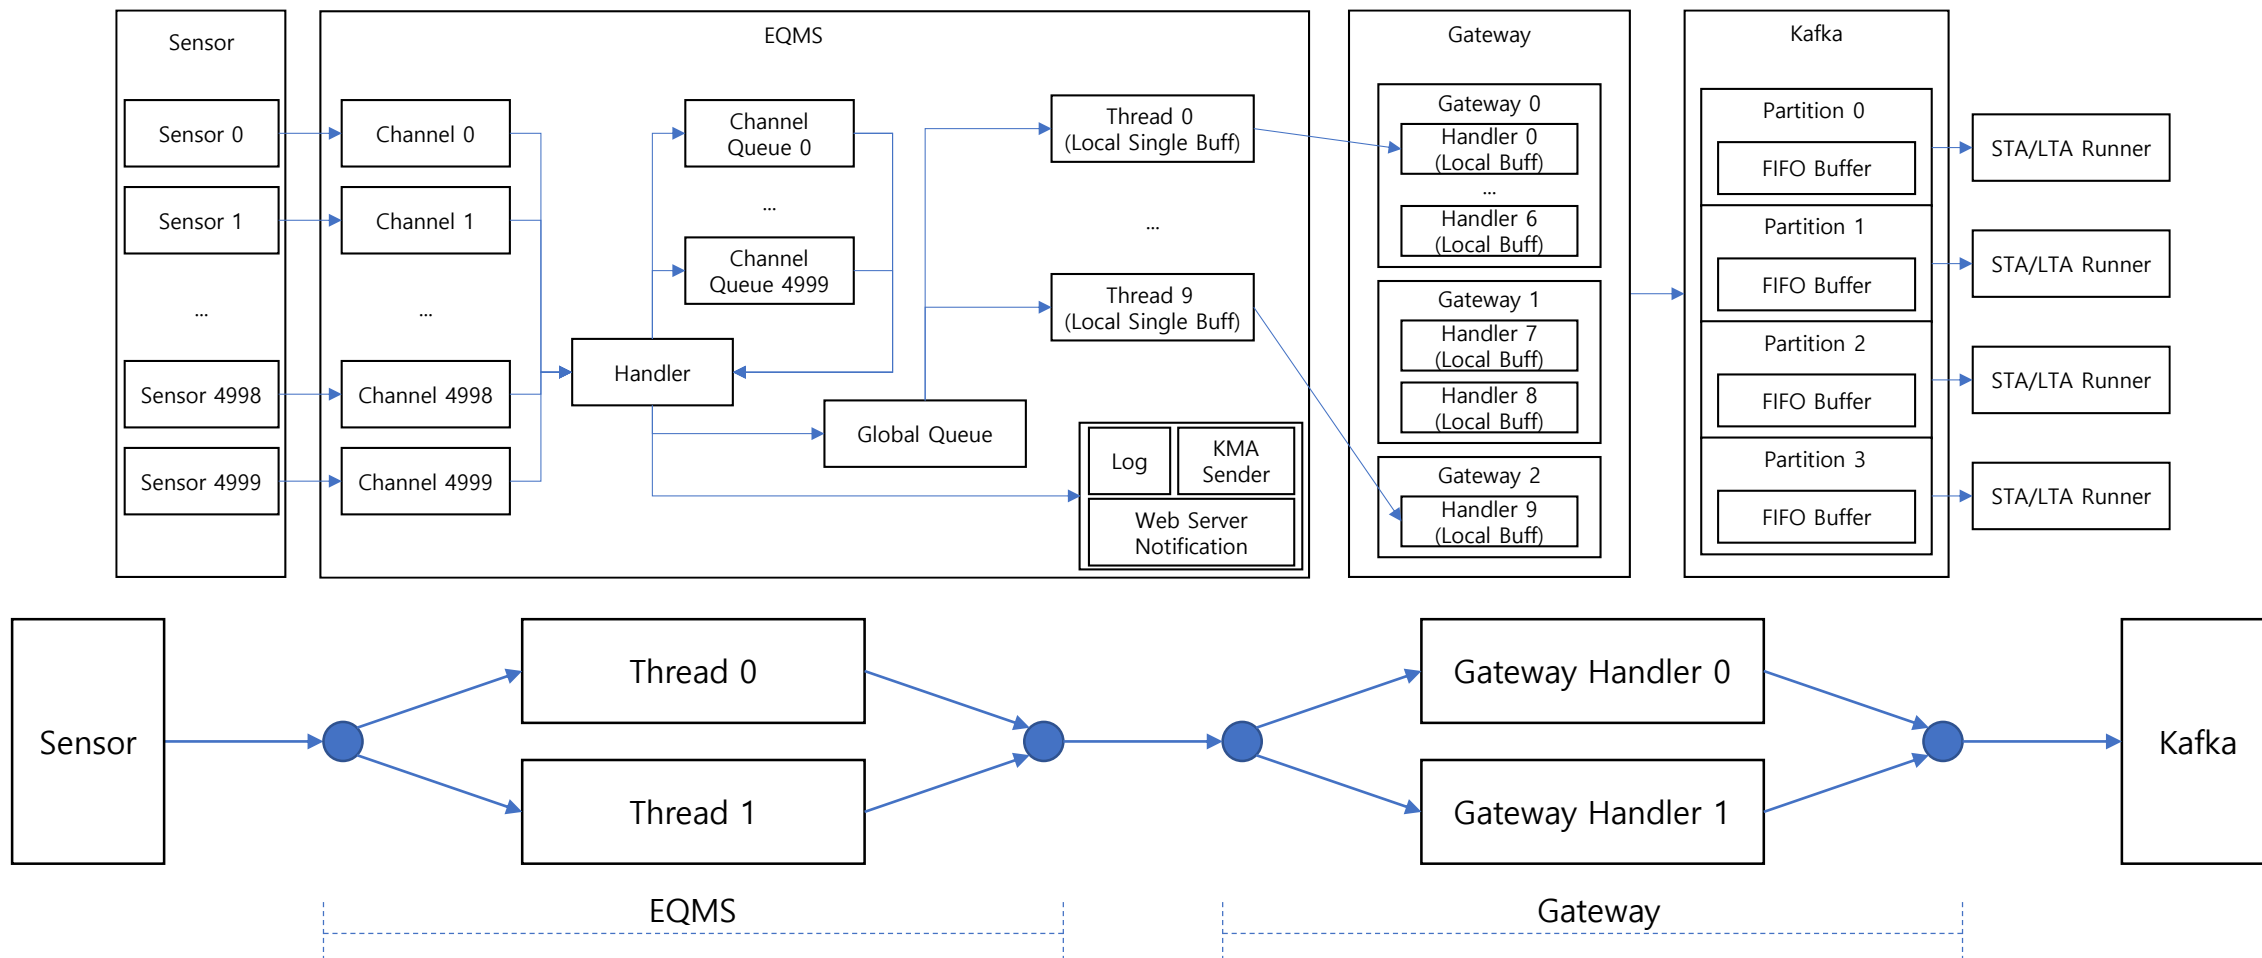 Sensor
Sensor 0
Sensor 1
...
Sensor 4998
Sensor 4999
EQMS
Channel 0
Channel 1
...
Channel 4998
Channel 4999
Handler
Channel
Queue 0
...
Channel
Queue 4999
Global Queue
Thread 0
(Local Single Buff)
...
Thread 9
(Local Single Buff)
Log
KMA
Sender
Web Server
Notification
Gateway
Gateway 0
Handler 0
(Local Buff)
...
Handler 6
(Local Buff)
Gateway 1
Handler 7
(Local Buff)
Handler 8
(Local Buff)
Gateway 2
Handler 9
(Local Buff)
Kafka
Partition 0
FIFO Buffer
Partition 1
FIFO Buffer
Partition 2
FIFO Buffer
Partition 3
FIFO Buffer
STA/LTA Runner
STA/LTA Runner
STA/LTA Runner
STA/LTA Runner
Sensor
Thread 0
Thread 1
Gateway Handler 0
Gateway Handler 1
Kafka
EQMS
Gateway